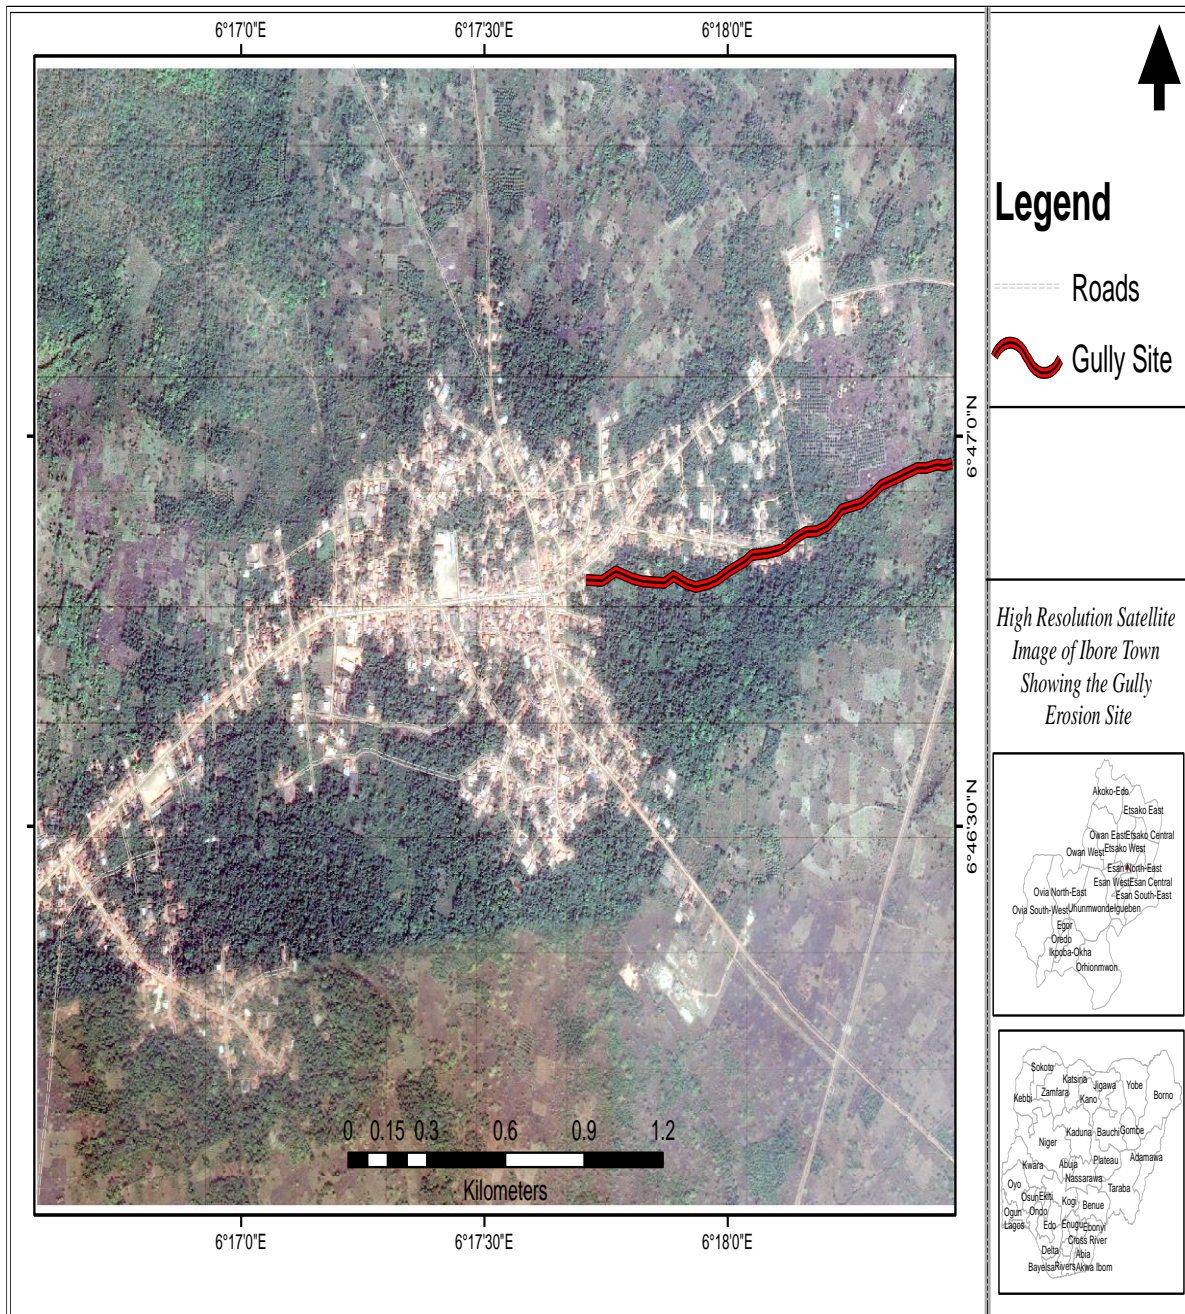 6°17'0"E 6°17'30"E 6°18'0"E
6°47'0"N
6°46'30"N
0 0.15 0.3 0.6 0.9 1.2
Kilometers
6°17'0"E 6°17'30"E 6°18'0"E
Legend
Roads
Gully Site
High Resolution Satellite
Image of Ibore Town
Showing the Gully
Erosion Site
Akoko-Edo
Etsako East
Owan East Etsako Central
Owan West Etsako West
Esan North-East
Esan West Esan Central
Ovia North-East Esan South-East
Ovia South-West Uhunmwonde Igueben
Egor
Oredo
Ikpoba-Okha
Orhionmwon
Sokoto
Katsina
Zamfara Jigawa Yobe
Kebbi Kano Borno
Kaduna Bauchi Gombe
Niger
Kwara Abuja Plateau Adamawa
Nassarawa
Oyo Taraba
Osun Ekiti Kogi Benue
Ogun Ondo
Lagos Edo Enugu Ebonyi
Cross River
Delta Abia
Bayelsa Rivers Akwa Ibom